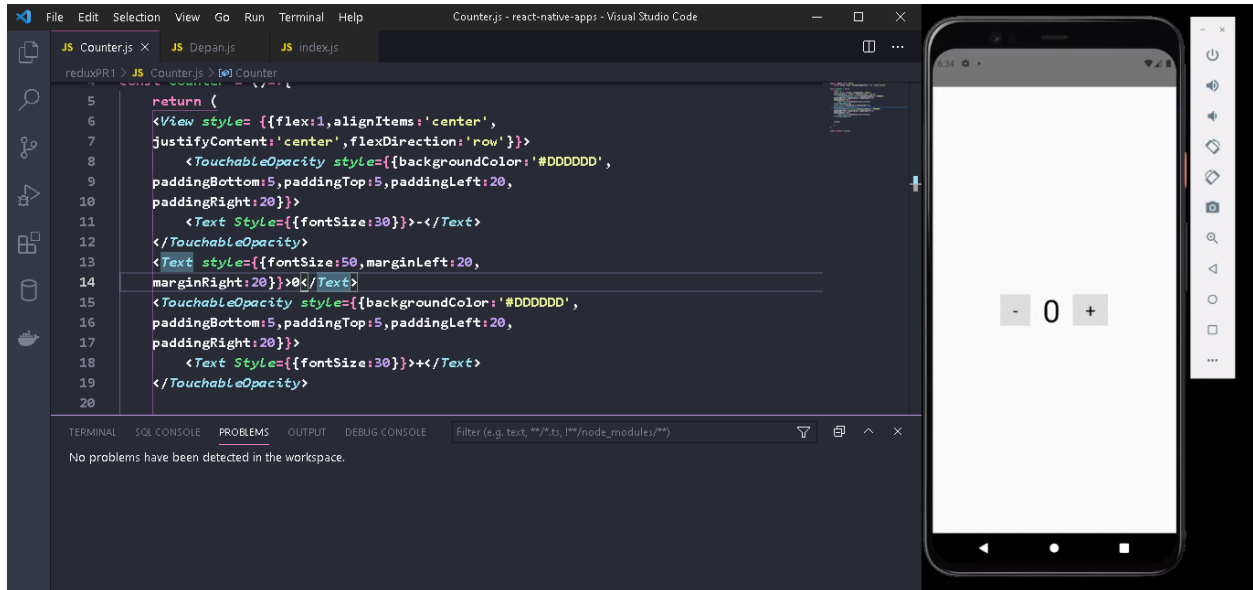 File Edit Selection View Go Run Terminal Help Counter.js - react-native-apps - Visual Studio Code
JS Counter.js JS Depan.js JS index.js
reduxPR1 > JS Counter.js > Counter
5 return (
6 <View style= {{flex:1,alignItems:'center',
7 justifyContent:'center',flexDirection:'row'}}>
8 <TouchableOpacity style={{backgroundColor:'#DDDDDD',
9 paddingBottom:5,paddingTop:5,paddingLeft:20,
10 paddingRight:20}}>
11 <Text Style={{fontSize:30}}>-</Text>
12 </TouchableOpacity>
13 <Text style={{fontSize:50,marginLeft:20,
14 marginRight:20}}>0</Text>
15 <TouchableOpacity style={{backgroundColor:'#DDDDDD',
16 paddingBottom:5,paddingTop:5,paddingLeft:20,
17 paddingRight:20}}>
18 <Text Style={{fontSize:30}}>+</Text>
19 </TouchableOpacity>
20
TERMINAL SQL CONSOLE PROBLEMS OUTPUT DEBUG CONSOLE Filter (e.g. text, **/*.ts, !**/node_modules/**)
No problems have been detected in the workspace.
6:34
- 0 +